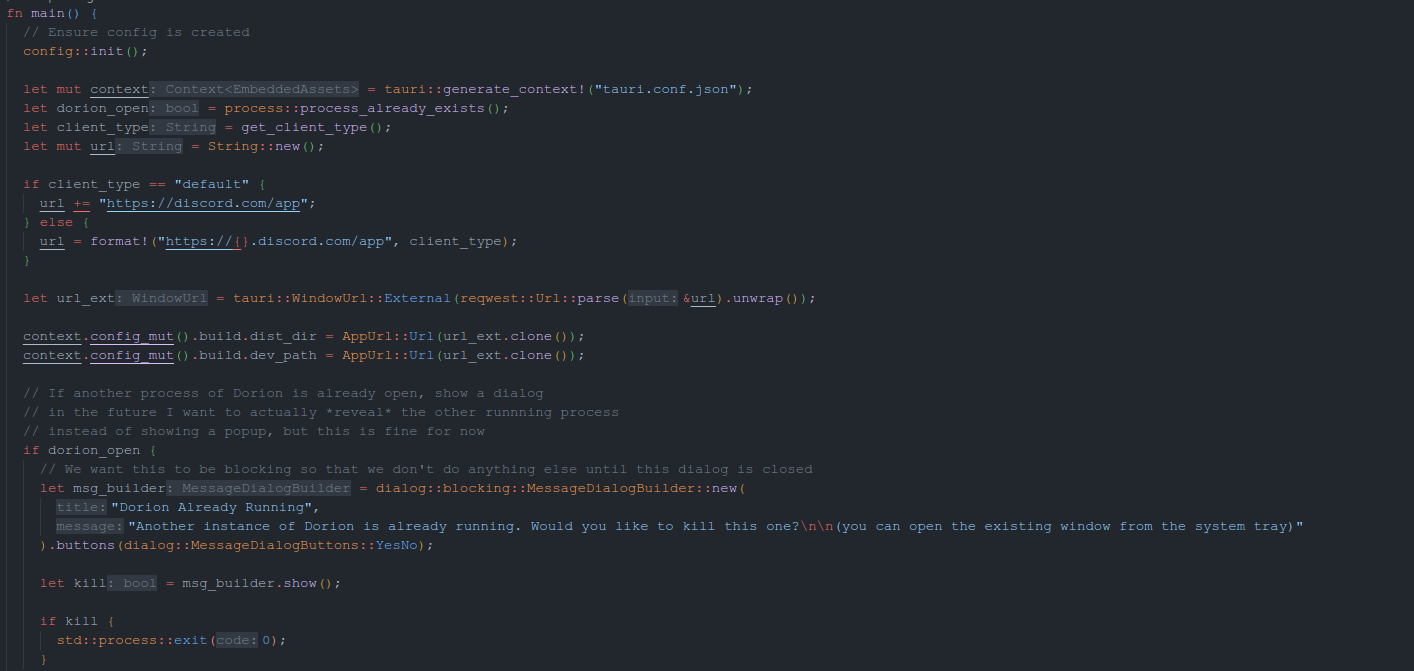 fn main() {
// Ensure config is created
config::init();
let mut context: Context<EmbeddedAssets> = tauri::generate_context!("tauri.conf.json");
let dorion_open: bool = process::process_already_exists();
let client_type: String = get_client_type();
let mut url: String = String::new();
if client_type == "default" {
url += "https://discord.com/app";
} else {
url = format!("https://{}.discord.com/app", client_type);
}
let url_ext: WindowUrl = tauri::WindowUrl::External(reqwest::Url::parse(input: &url).unwrap());
context.config_mut().build.dist_dir = AppUrl::Url(url_ext.clone());
context.config_mut().build.dev_path = AppUrl::Url(url_ext.clone());
// If another process of Dorion is already open, show a dialog
// in the future I want to actually *reveal* the other runnning process
// instead of showing a popup, but this is fine for now
if dorion_open {
// We want this to be blocking so that we don't do anything else until this dialog is closed
let msg_builder: MessageDialogBuilder = dialog::blocking::MessageDialogBuilder::new(
title: "Dorion Already Running",
message: "Another instance of Dorion is already running. Would you like to kill this one?\n\n(you can open the existing window from the system tray)"
).buttons(dialog::MessageDialogButtons::YesNo);
let kill: bool = msg_builder.show();
if kill {
std::process::exit(code: 0);
}